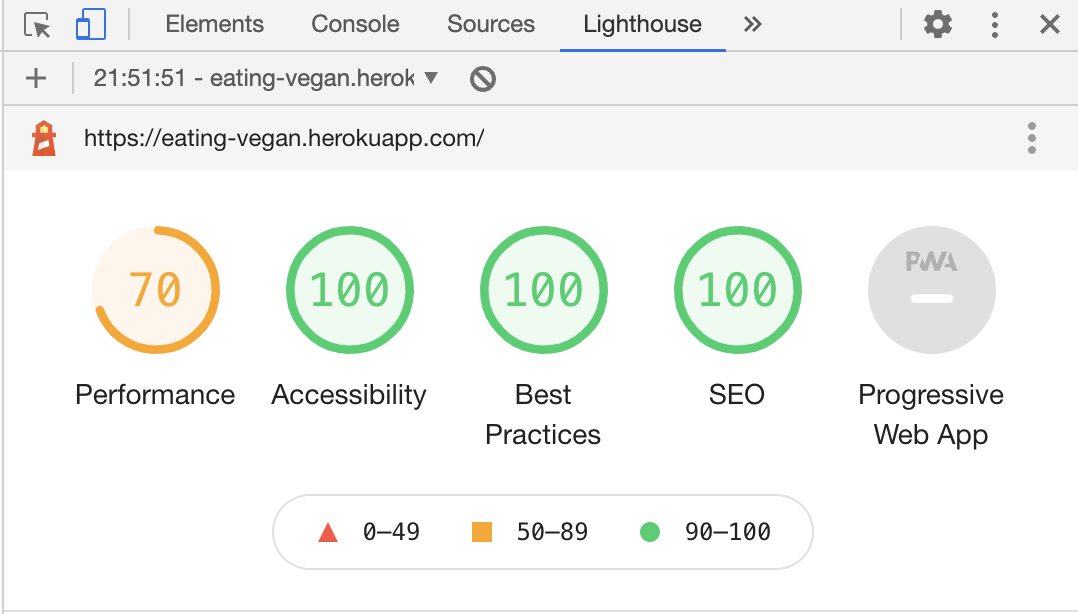 Elements Console Sources Lighthouse
21:51:51 - eating-vegan.herok
https://eating-vegan.herokuapp.com/
70 100 100 100 PWA
Performance Accessibility Best Practices SEO Progressive Web App
0–49 50–89 90–100